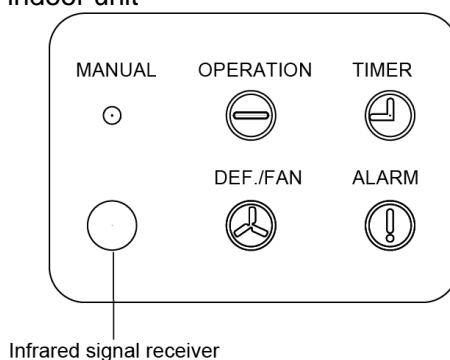 indoor unit
MANUAL OPERATION TIMER
DEF./FAN ALARM
Infrared signal receiver